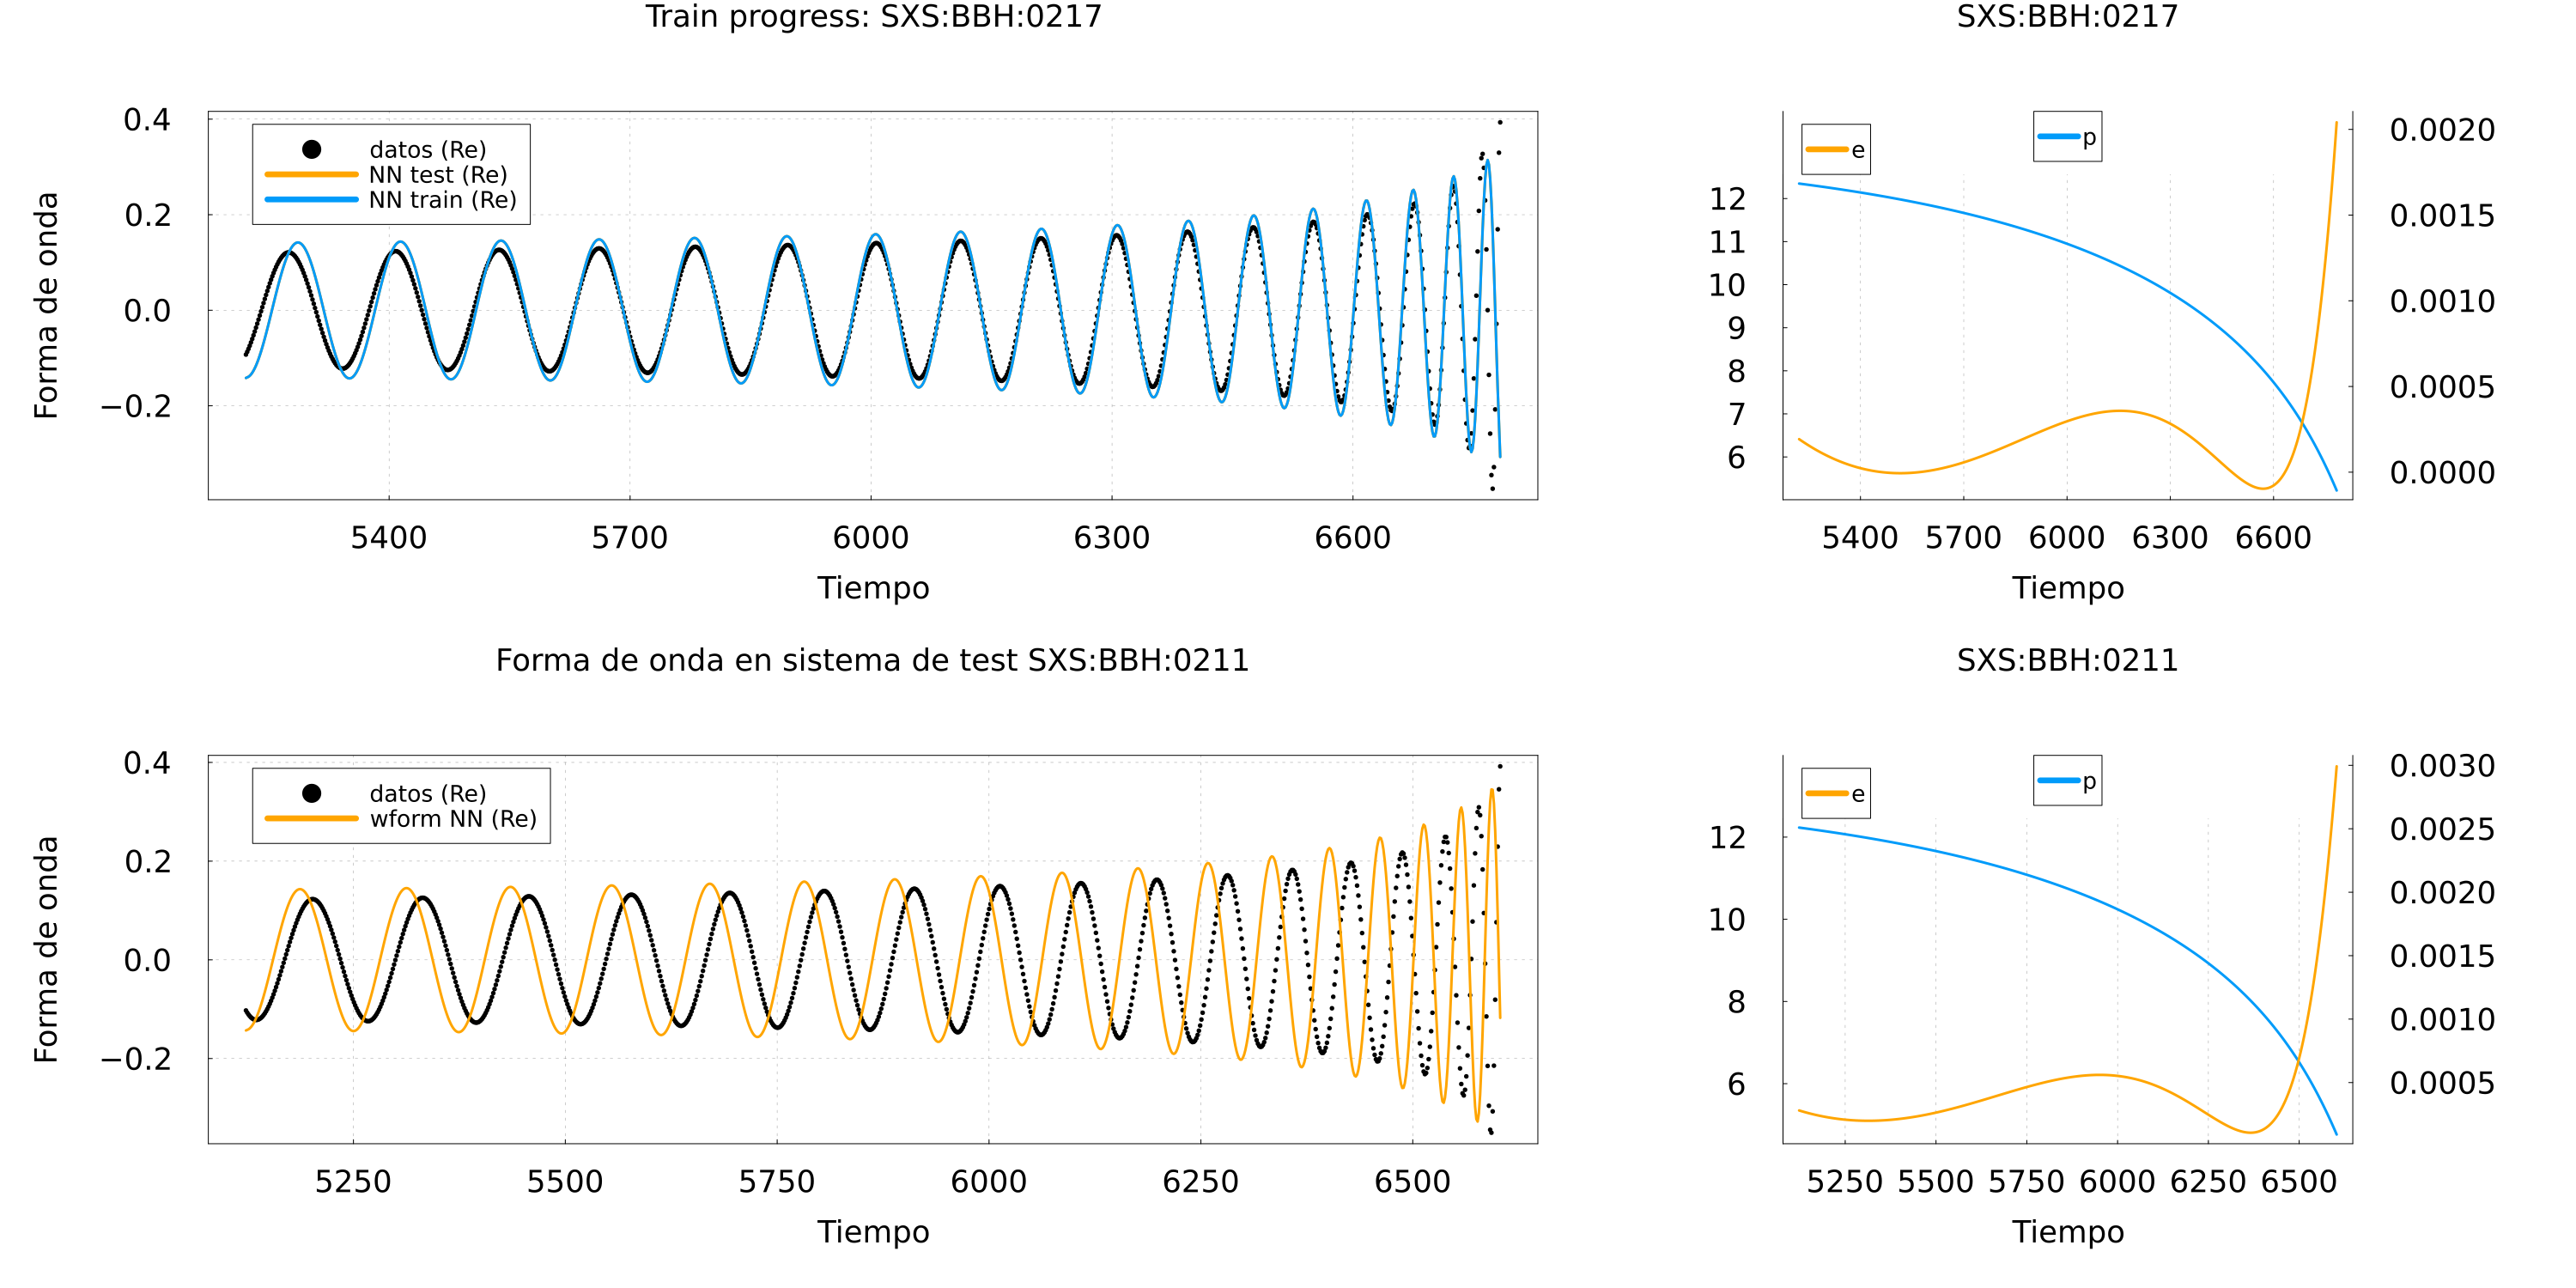 Train progress: SXS:BBH:0217
Forma de onda
0.4
0.2
0.0
−0.2
datos (Re)
NN test (Re)
NN train (Re)
5400 5700 6000 6300 6600
Tiempo
SXS:BBH:0217
e
p
12
11
10
9
8
7
6
0.0020
0.0015
0.0010
0.0005
0.0000
5400 5700 6000 6300 6600
Tiempo
Forma de onda en sistema de test SXS:BBH:0211
Forma de onda
0.4
0.2
0.0
−0.2
datos (Re)
wform NN (Re)
5250 5500 5750 6000 6250 6500
Tiempo
SXS:BBH:0211
e
p
12
10
8
6
0.0030
0.0025
0.0020
0.0015
0.0010
0.0005
5250 5500 5750 6000 6250 6500
Tiempo